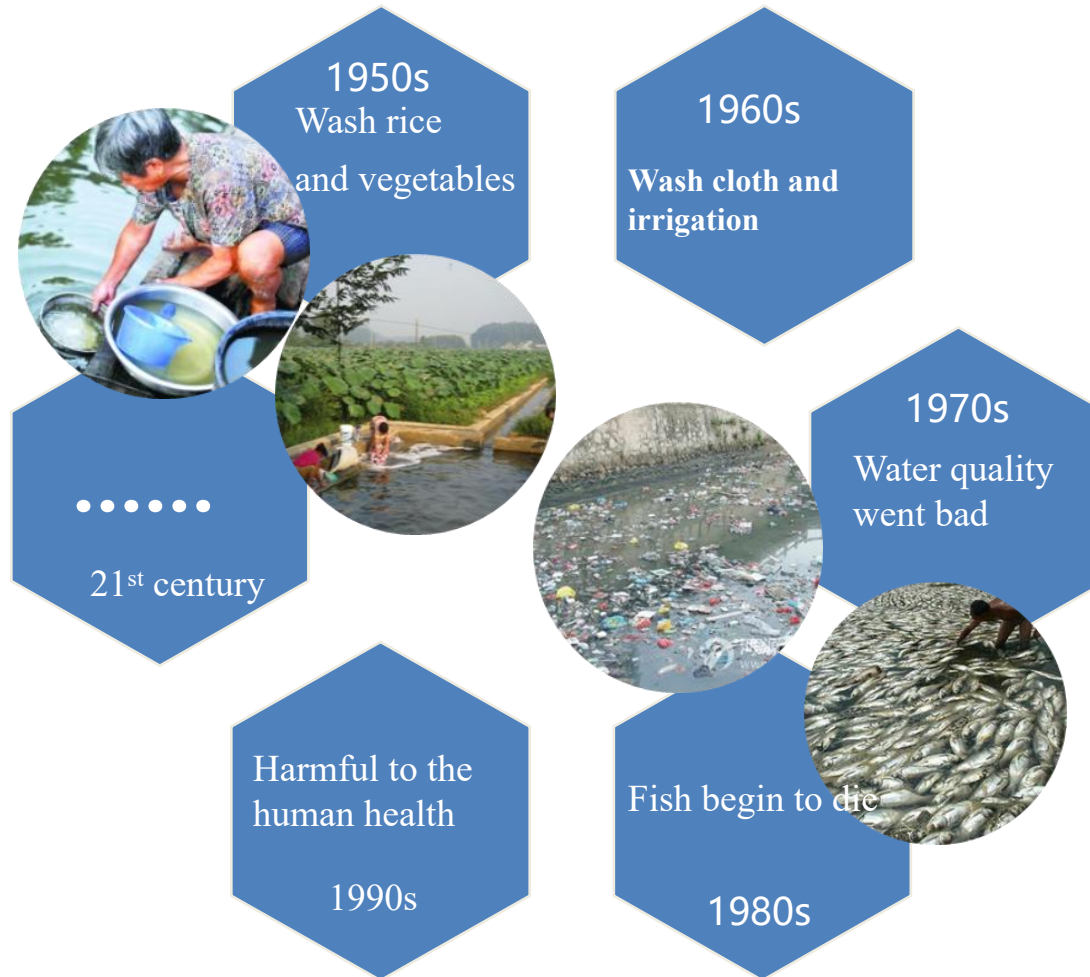 1950s
Wash rice
and vegetables
1960s
Wash cloth and
irrigation
1970s
Water quality
went bad
Fish begin to die
1980s
Harmful to the
human health
1990s
......
21st century